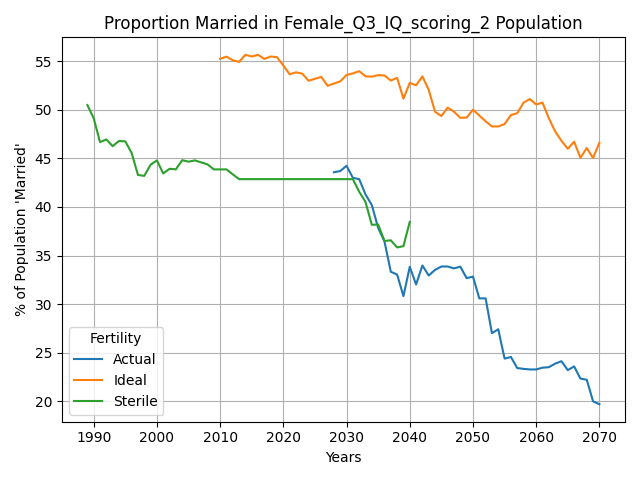 Proportion Married in Female_Q3_IQ_scoring_2 Population
% of Population 'Married'
55
50
45
40
35
30
25
20
Fertility
Actual
Ideal
Sterile
1990 2000 2010 2020 2030 2040 2050 2060 2070
Years